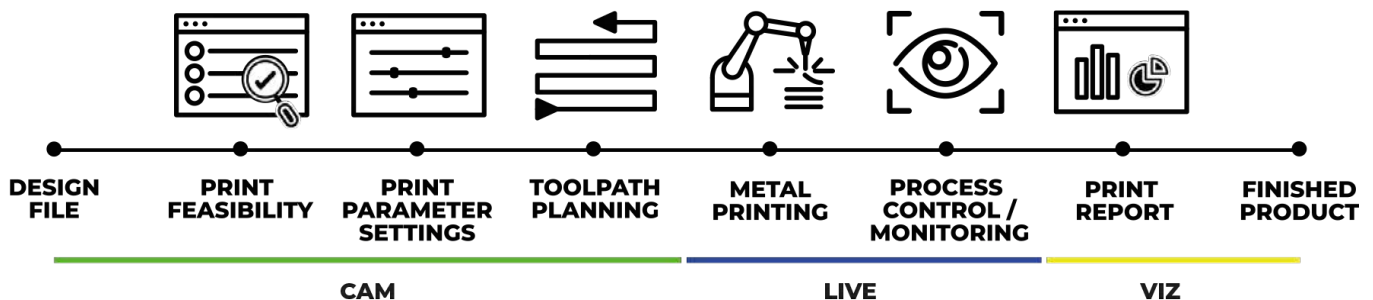 DESIGN
FILE
PRINT
FEASIBILITY
PRINT
PARAMETER
SETTINGS
TOOLPATH
PLANNING
METAL
PRINTING
PROCESS
CONTROL /
MONITORING
PRINT
REPORT
FINISHED
PRODUCT
CAM
LIVE
VIZ